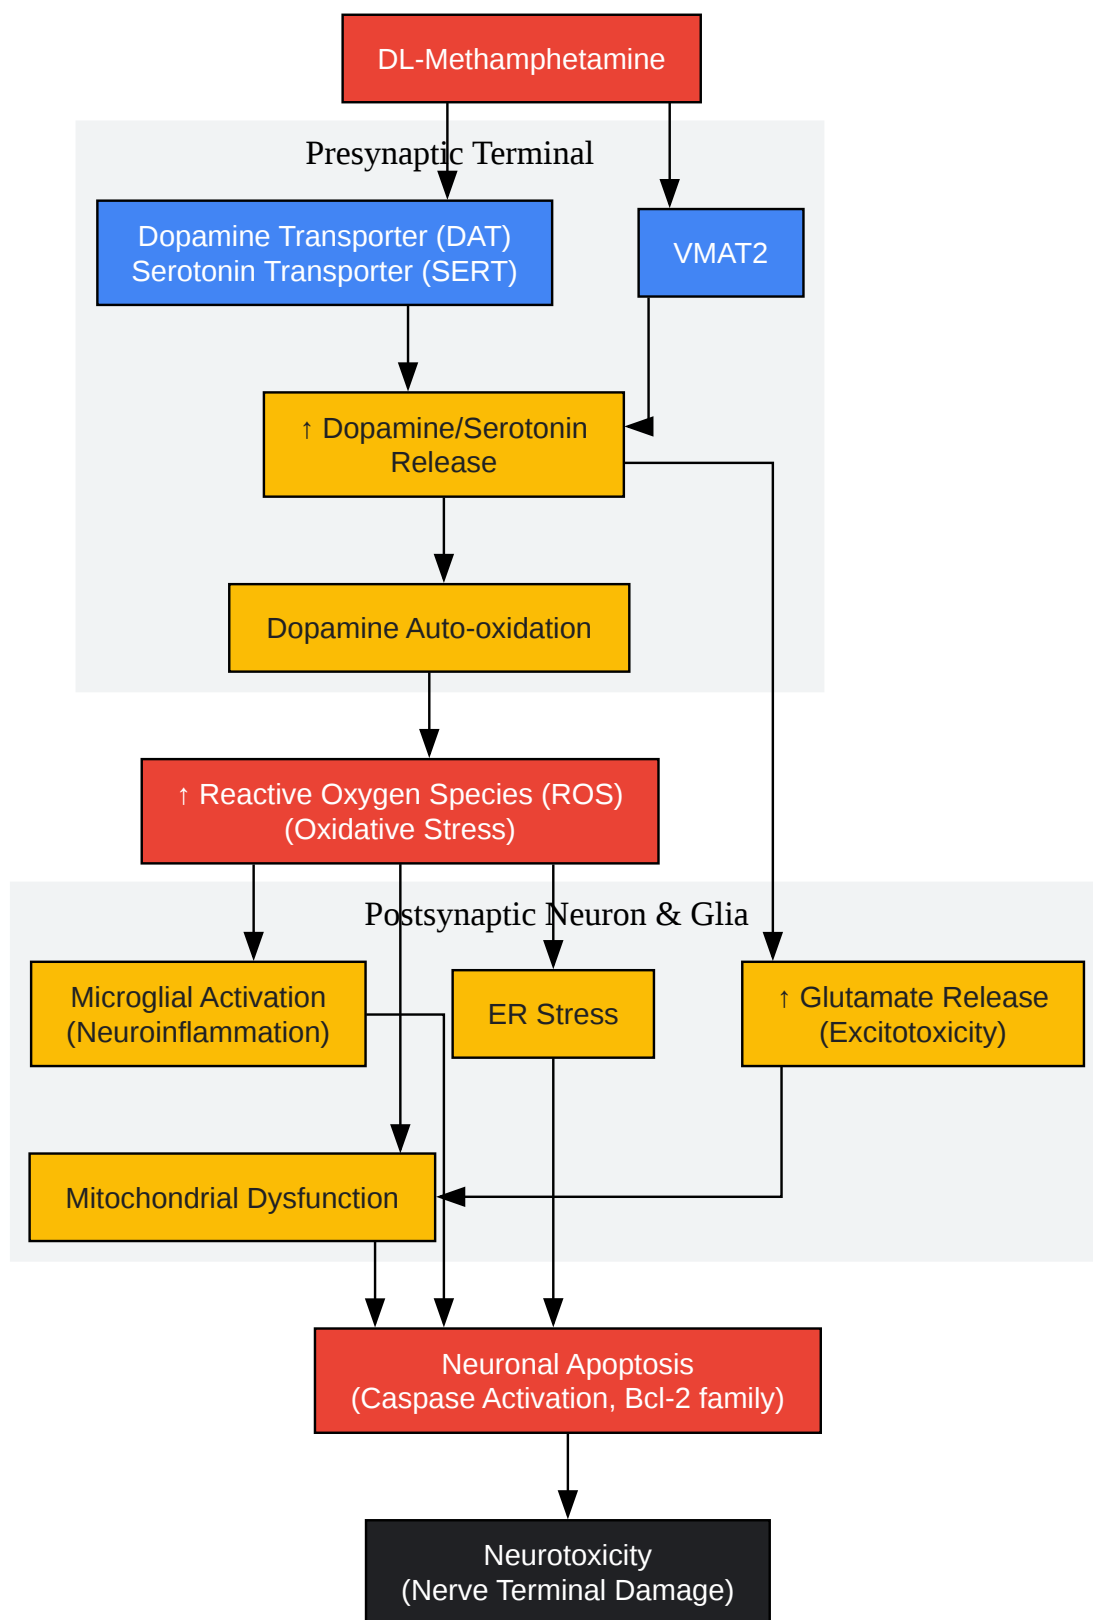 DL-Methamphetamine
Presynaptic Terminal
Dopamine Transporter (DAT)
Serotonin Transporter (SERT)
VMAT2
↑ Dopamine/Serotonin
Release
Dopamine Auto-oxidation
↑ Reactive Oxygen Species (ROS)
(Oxidative Stress)
Postsynaptic Neuron & Glia
Microglial Activation
(Neuroinflammation)
ER Stress
↑ Glutamate Release
(Excitotoxicity)
Mitochondrial Dysfunction
Neuronal Apoptosis
(Caspase Activation, Bcl-2 family)
Neurotoxicity
(Nerve Terminal Damage)